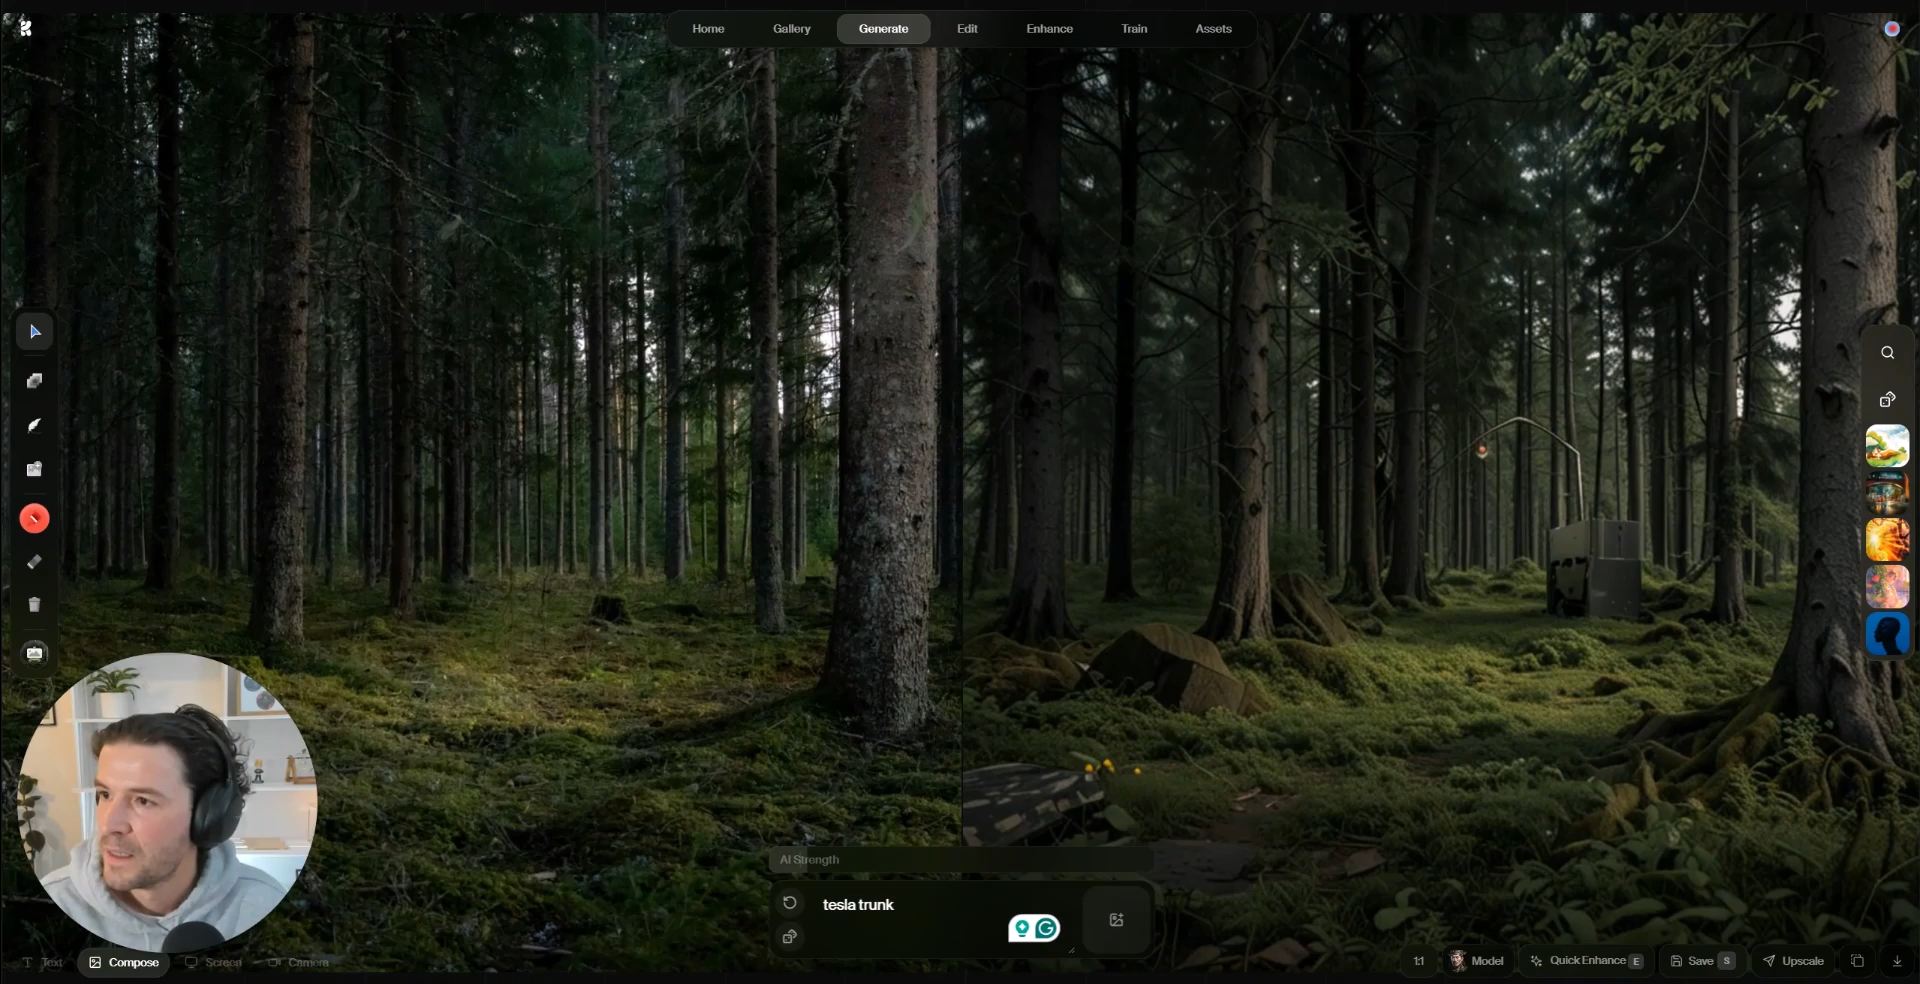 Home Gallery Generate Edit Enhance Train Assets
AI Strength
tesla trunk
Text Compose Screen Camera
1:1 Model Quick Enhance E Save S Upscale